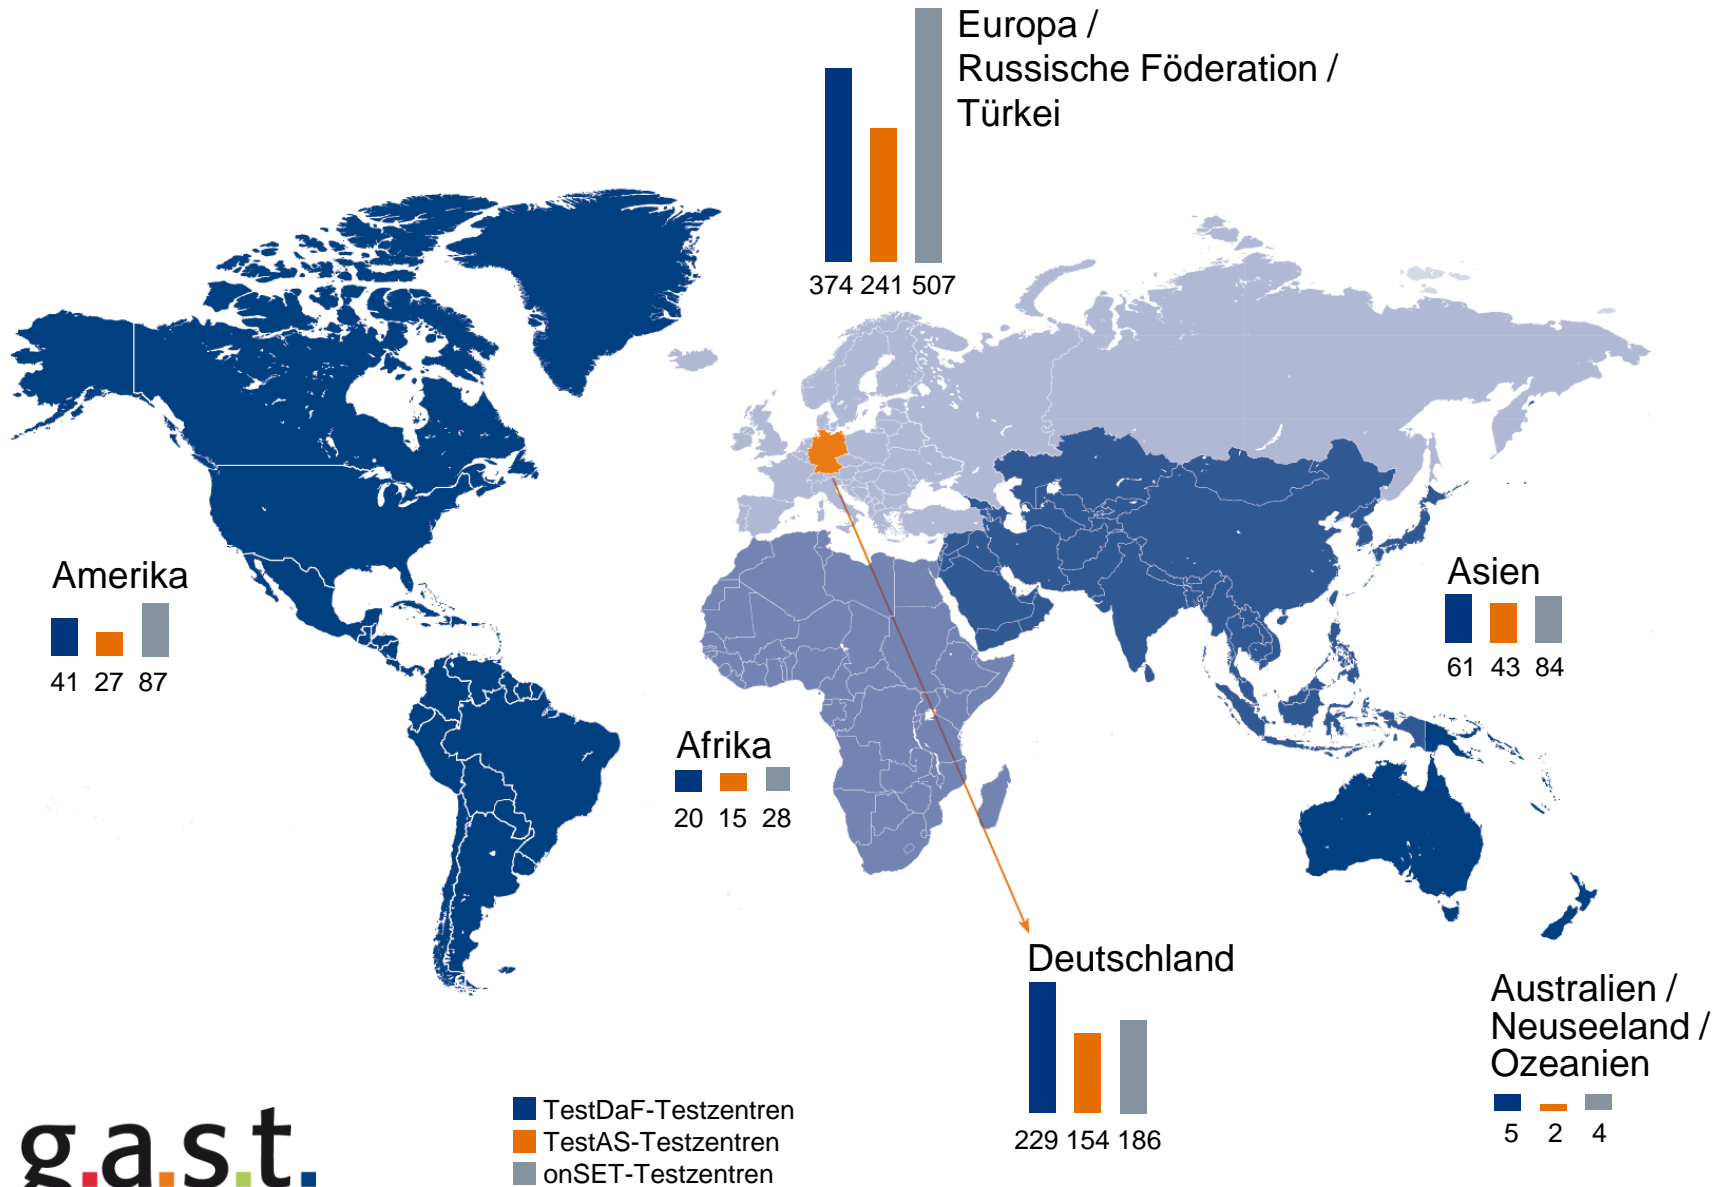 Europa /
Russische Föderation /
Türkei
374 241 507
Amerika
41 27 87
Asien
61 43 84
Afrika
20 15 28
Deutschland
229 154 186
Australien /
Neuseeland /
Ozeanien
5 2 4
TestDaF-Testzentren
TestAS-Testzentren
onSET-Testzentren
g.a.s.t.